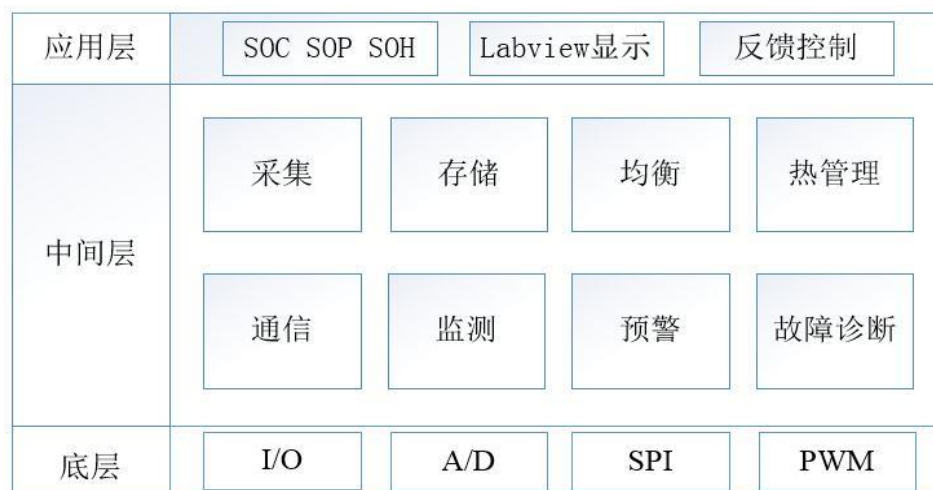 应用层 SOC SOP SOH Labview显示 反馈控制
采集 存储 均衡 热管理
中间层
通信 监测 预警 故障诊断
底层 I/O A/D SPI PWM